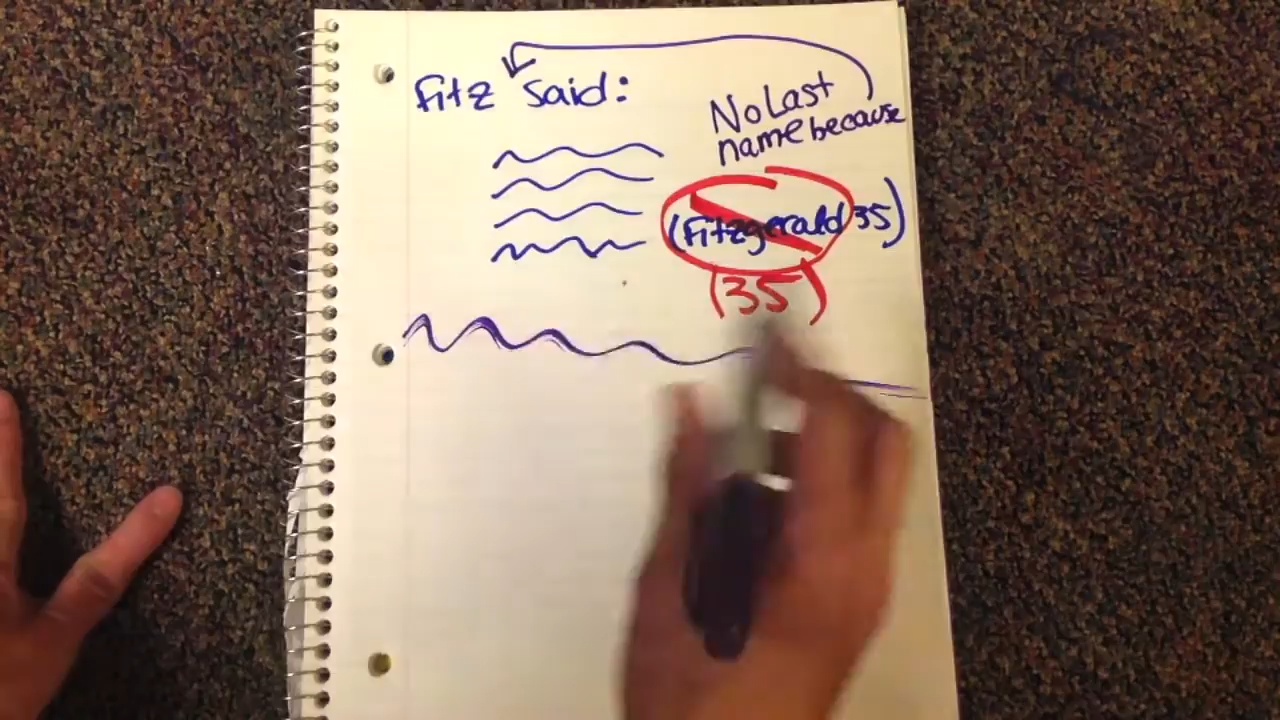 Fitz Said:
No Last
name because
(Fitzgerald 35)
(35)